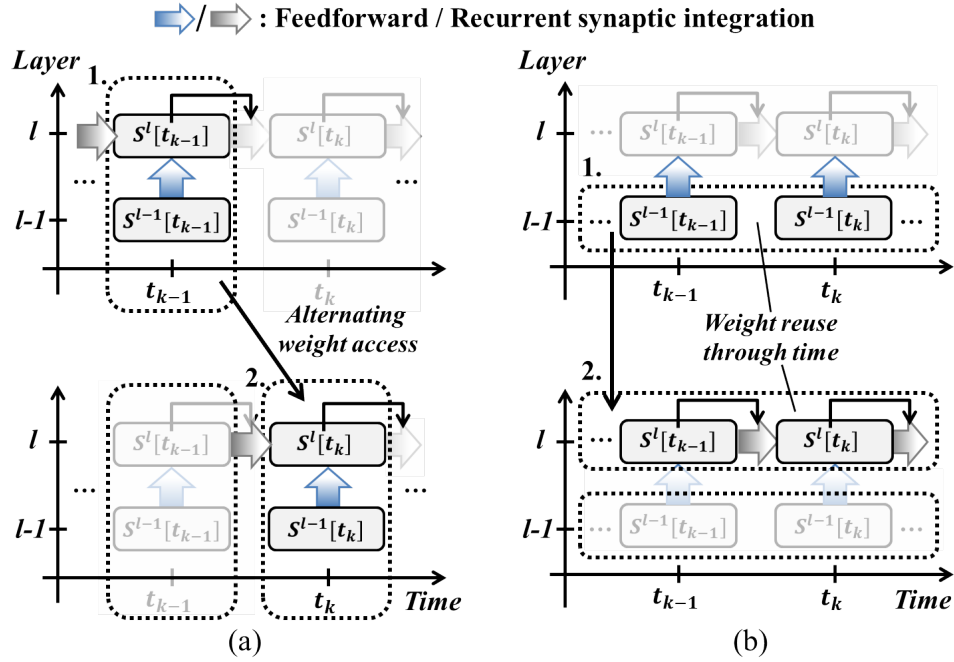 / : Feedforward / Recurrent synaptic integration
Layer
1.
l
S^l[t_{k-1}]
S^l[t_k]
...
...
l-1
S^{l-1}[t_{k-1}]
S^{l-1}[t_k]
t_{k-1}
t_k
Alternating
weight access
2.
l
S^l[t_{k-1}]
S^l[t_k]
...
...
l-1
S^{l-1}[t_{k-1}]
S^{l-1}[t_k]
t_{k-1}
t_k
Time
(a)
Layer
l
...
S^l[t_{k-1}]
S^l[t_k]
1.
l-1
...
S^{l-1}[t_{k-1}]
S^{l-1}[t_k]
...
t_{k-1}
t_k
Weight reuse
through time
2.
l
...
S^l[t_{k-1}]
S^l[t_k]
l-1
...
S^{l-1}[t_{k-1}]
S^{l-1}[t_k]
...
t_{k-1}
t_k
Time
(b)